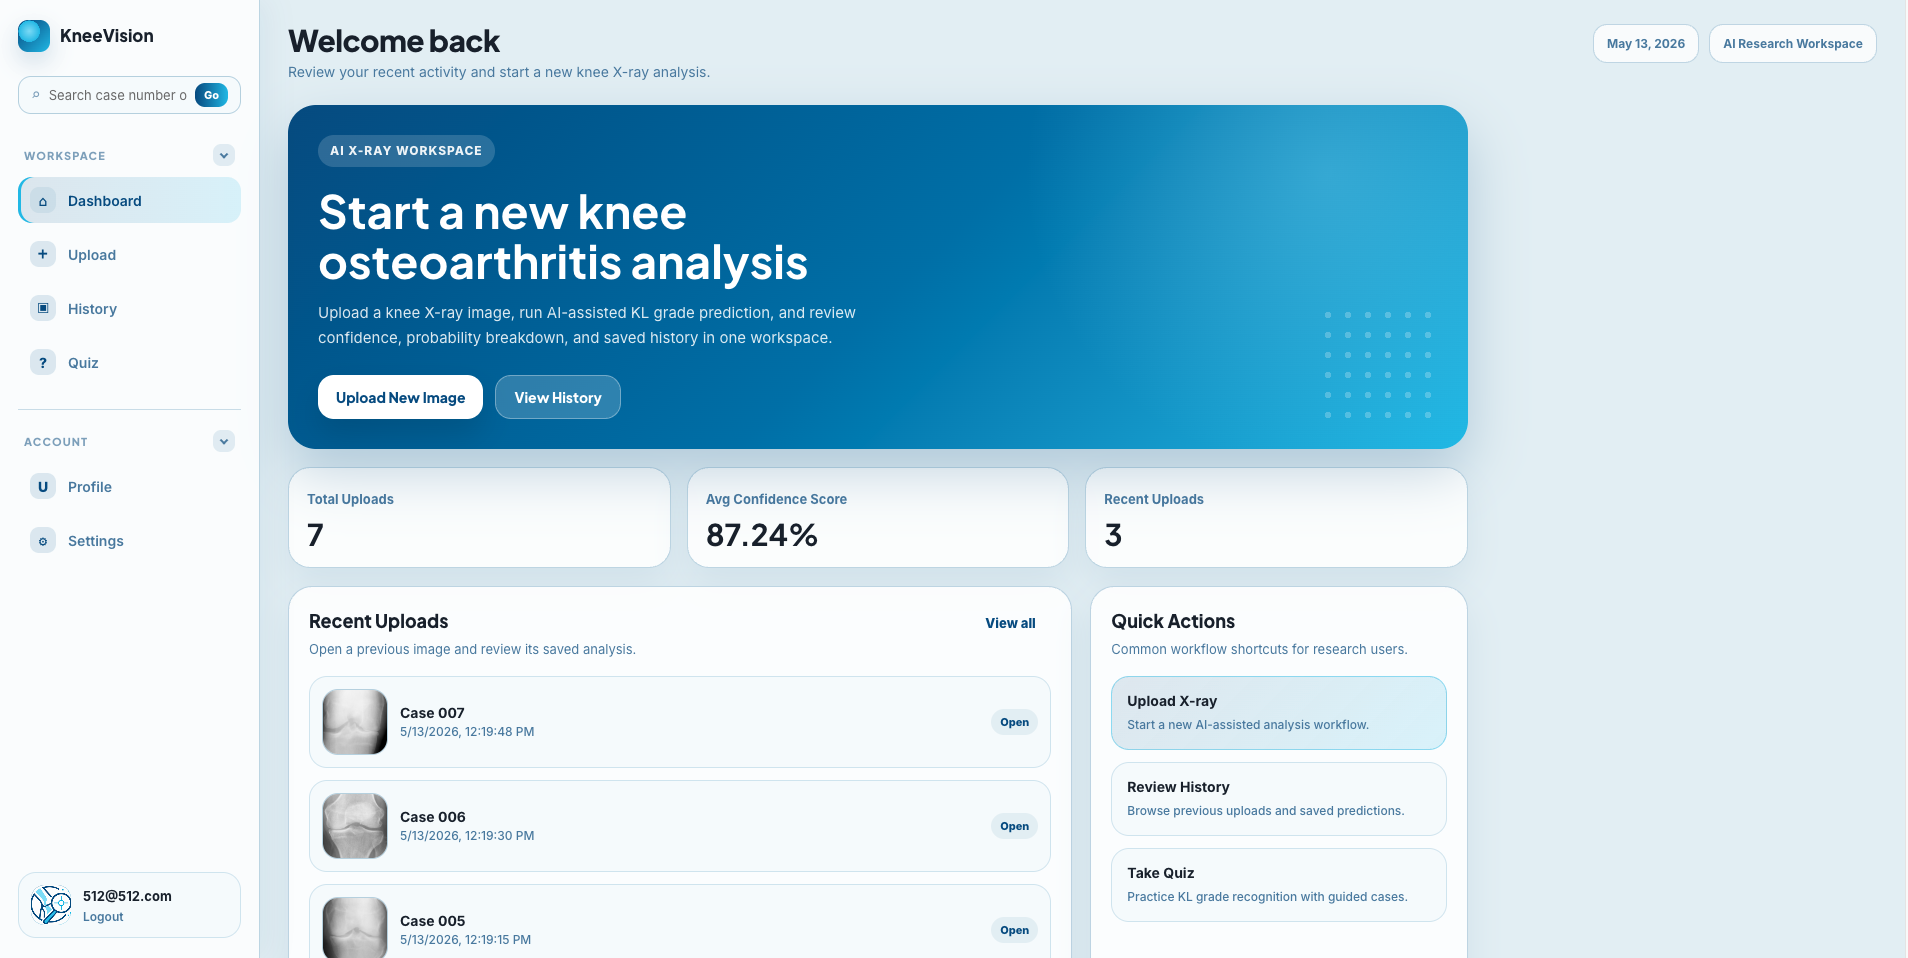 KneeVision
Search case number o
Go
WORKSPACE
Dashboard
+ Upload
History
? Quiz
ACCOUNT
U Profile
Settings
512@512.com
Logout
Welcome back
Review your recent activity and start a new knee X-ray analysis.
May 13, 2026
AI Research Workspace
AI X-RAY WORKSPACE
Start a new knee
osteoarthritis analysis
Upload a knee X-ray image, run AI-assisted KL grade prediction, and review
confidence, probability breakdown, and saved history in one workspace.
Upload New Image
View History
Total Uploads
7
Avg Confidence Score
87.24%
Recent Uploads
3
Recent Uploads
View all
Open a previous image and review its saved analysis.
Case 007
5/13/2026, 12:19:48 PM
Open
Case 006
5/13/2026, 12:19:30 PM
Open
Case 005
5/13/2026, 12:19:15 PM
Open
Quick Actions
Common workflow shortcuts for research users.
Upload X-ray
Start a new AI-assisted analysis workflow.
Review History
Browse previous uploads and saved predictions.
Take Quiz
Practice KL grade recognition with guided cases.